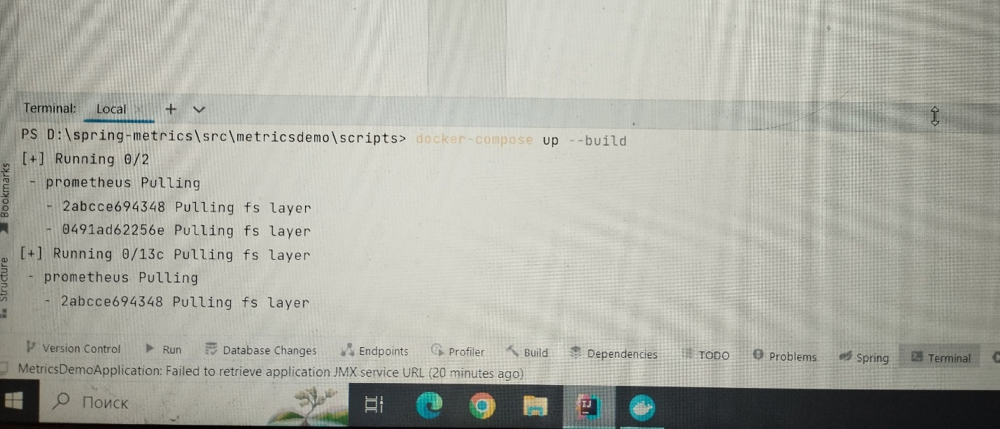 Terminal: Local
PS D:\spring-metrics\src\metricsdemo\scripts> docker-compose up --build
[+] Running 0/2
- prometheus Pulling
- 2abcce694348 Pulling fs layer
- 0491ad62256e Pulling fs layer
[+] Running 0/13c Pulling fs layer
- prometheus Pulling
- 2abcce694348 Pulling fs layer
Bookmarks
Structure
Version Control Run Database Changes Endpoints Profiler Build Dependencies TODO Problems Spring Terminal
MetricsDemoApplication: Failed to retrieve application JMX service URL (20 minutes ago)
Поиск
IJ